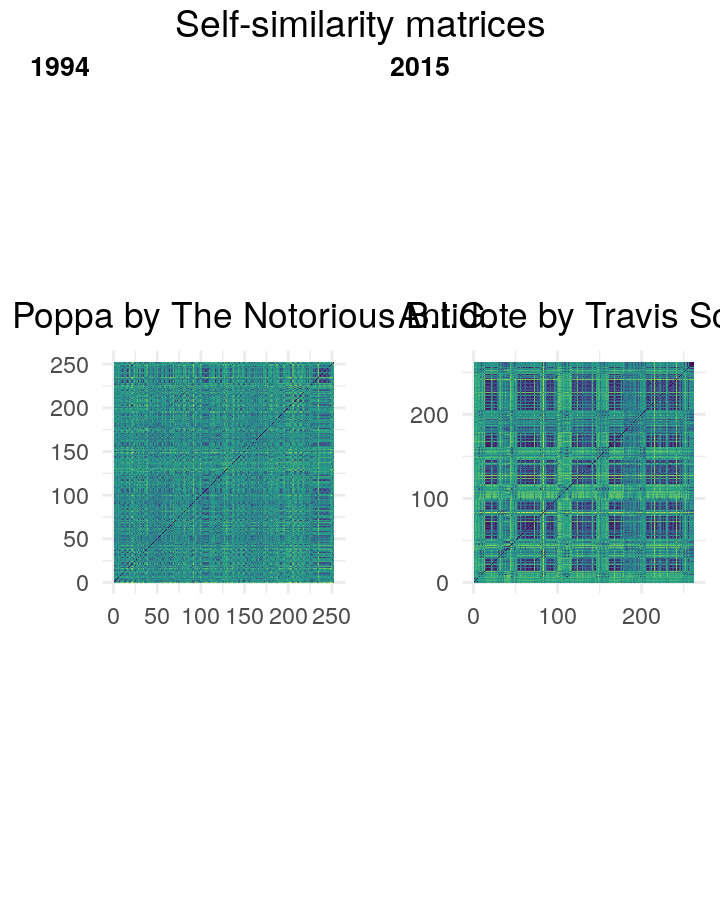 Self-similarity matrices
1994
2015
Poppa by The Notorious B.I.G.
Antidote by Travis
250
200
150
100
50
0
0 50 100 150 200 250
200
100
0
0 100 200